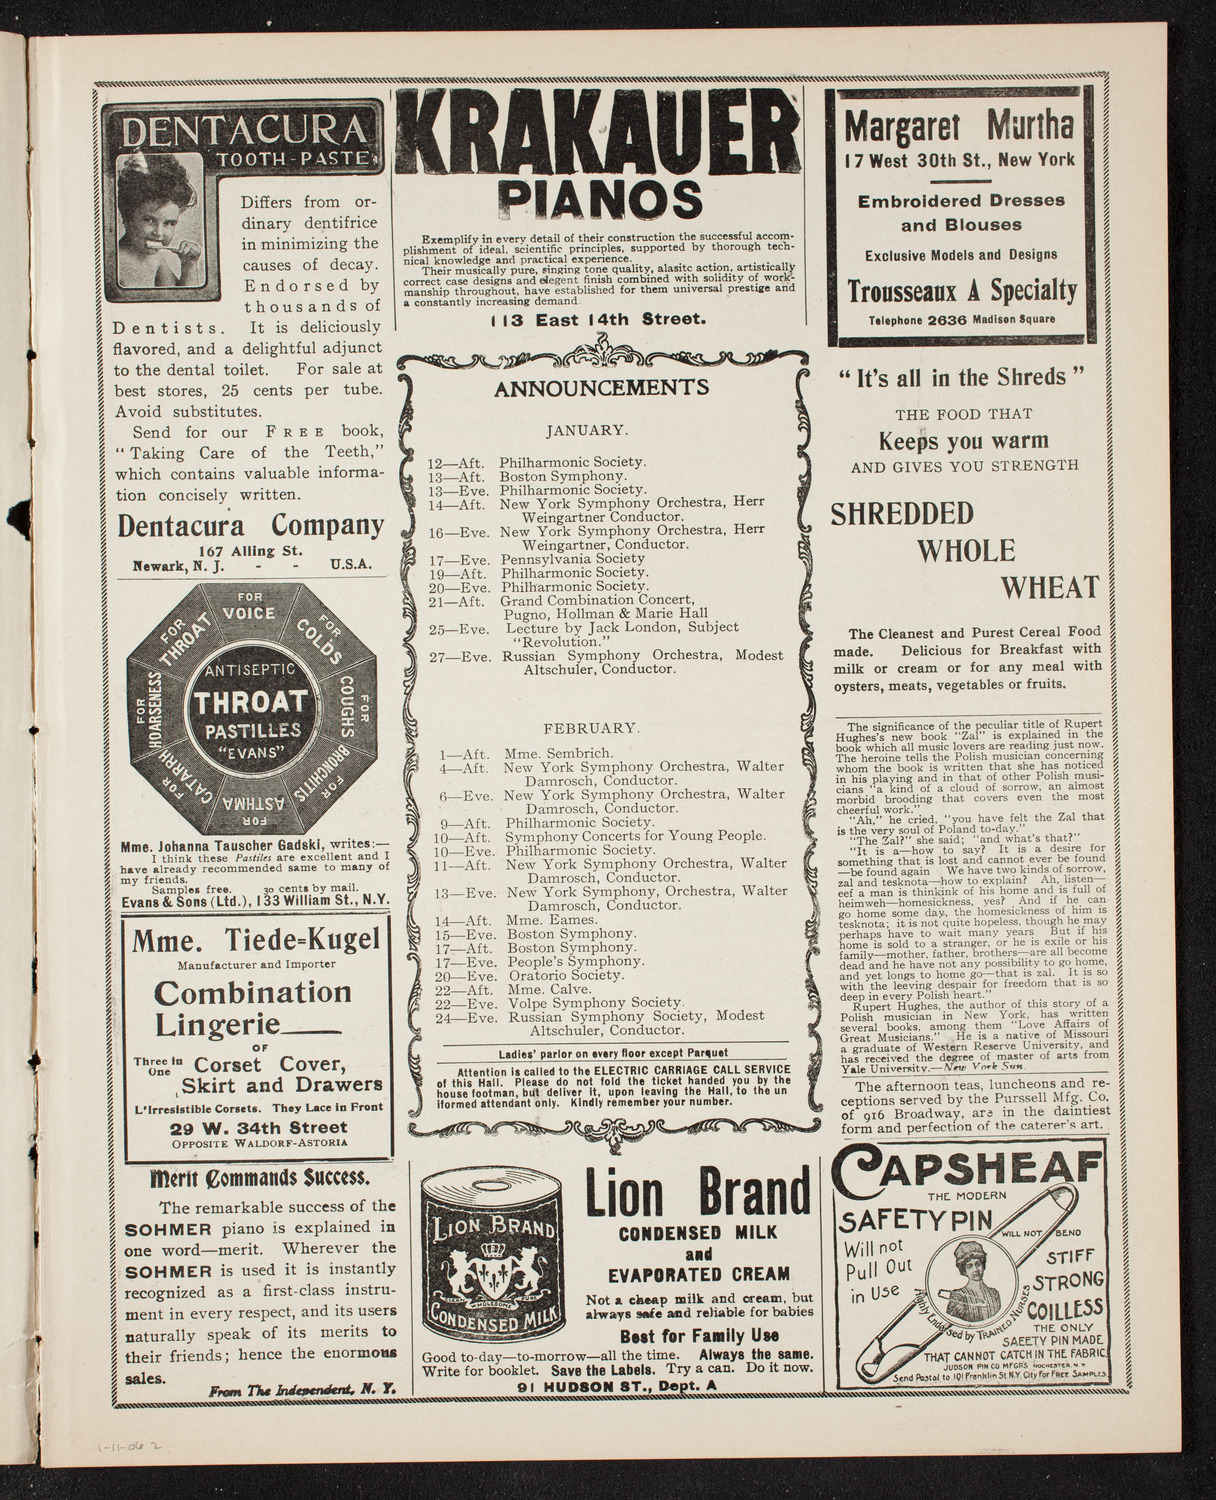 DENTACURA
TOOTH-PASTE
Differs from or-
dinary dentifrice
in minimizing the
causes of decay.
Endorsed by
thousands of
Dentists. It is deliciously
flavored, and a delightful adjunct
to the dental toilet. For sale at
best stores, 25 cents per tube.
Avoid substitutes.
Send for our FREE book,
"Taking Care of the Teeth,"
which contains valuable informa-
tion concisely written.
Dentacura Company
167 Alling St.
Newark, N. J. - - U.S.A.
FOR VOICE
FOR COLDS
FOR COUGHS
FOR BRONCHITIS
FOR ASTHMA
FOR CATARRH
FOR HOARSENESS
FOR THROAT
ANTISEPTIC
THROAT
PASTILLES
"EVANS"
Mme. Johanna Tauscher Gadski, writes:—
I think these Pastiles are excellent and I
have already recommended same to many of
my friends.
Samples free. 30 cents by mail.
Evans & Sons (Ltd.), 133 William St., N.Y.
Mme. Tiede=Kugel
Manufacturer and Importer
Combination
Lingerie
OF
Three in One Corset Cover,
Skirt and Drawers
L'Irresistible Corsets. They Lace in Front
29 W. 34th Street
OPPOSITE WALDORF-ASTORIA
Merit Commands Success.
The remarkable success of the
SOHMER piano is explained in
one word—merit. Wherever the
SOHMER is used it is instantly
recognized as a first-class instru-
ment in every respect, and its users
naturally speak of its merits to
their friends; hence the enormous
sales.
From The Independent, N. Y.
KRAKAUER
PIANOS
Exemplify in every detail of their construction the successful accom-
plishment of ideal, scientific principles, supported by thorough tech-
nical knowledge and practical experience.
Their musically pure, singing tone quality, alasitc action, artistically
correct case designs and elegent finish combined with solidity of work-
manship throughout, have established for them universal prestige and
a constantly increasing demand
113 East 14th Street.
ANNOUNCEMENTS
JANUARY.
12—Aft. Philharmonic Society.
13—Aft. Boston Symphony.
13—Eve. Philharmonic Society.
14—Aft. New York Symphony Orchestra, Herr
Weingartner Conductor.
16—Eve. New York Symphony Orchestra, Herr
Weingartner, Conductor.
17—Eve. Pennsylvania Society
19—Aft. Philharmonic Society.
20—Eve. Philharmonic Society.
21—Aft. Grand Combination Concert,
Pugno, Hollman & Marie Hall
25—Eve. Lecture by Jack London, Subject
"Revolution."
27—Eve. Russian Symphony Orchestra, Modest
Altschuler, Conductor.
FEBRUARY.
1—Aft. Mme. Sembrich.
4—Aft. New York Symphony Orchestra, Walter
Damrosch, Conductor.
6—Eve. New York Symphony Orchestra, Walter
Damrosch, Conductor.
9—Aft. Philharmonic Society.
10—Aft. Symphony Concerts for Young People.
10—Eve. Philharmonic Society.
11—Aft. New York Symphony Orchestra, Walter
Damrosch, Conductor.
13—Eve. New York Symphony, Orchestra, Walter
Damrosch, Conductor.
14—Aft. Mme. Eames.
15—Eve. Boston Symphony.
17—Aft. Boston Symphony.
17—Eve. People's Symphony.
20—Eve. Oratorio Society.
22—Aft. Mme. Calve.
22—Eve. Volpe Symphony Society.
24—Eve. Russian Symphony Society, Modest
Altschuler, Conductor.
Ladies' parlor on every floor except Parquet
Attention is called to the ELECTRIC CARRIAGE CALL SERVICE
of this Hall. Please do not fold the ticket handed you by the
house footman, but deliver it, upon leaving the Hall, to the un
iformed attendant only. Kindly remember your number.
LION BRAND
CONDENSED MILK
Lion Brand
CONDENSED MILK
and
EVAPORATED CREAM
Not a cheap milk and cream, but
always safe and reliable for babies
Best for Family Use
Good to-day—to-morrow—all the time. Always the same.
Write for booklet. Save the Labels. Try a can. Do it now.
91 HUDSON ST., Dept. A
Margaret Murtha
17 West 30th St., New York
Embroidered Dresses
and Blouses
Exclusive Models and Designs
Trousseaux A Specialty
Telephone 2636 Madison Square
"It's all in the Shreds"
THE FOOD THAT
Keeps you warm
AND GIVES YOU STRENGTH
SHREDDED
WHOLE
WHEAT
The Cleanest and Purest Cereal Food
made. Delicious for Breakfast with
milk or cream or for any meal with
oysters, meats, vegetables or fruits.
The significance of the peculiar title of Rupert
Hughes's new book "Zal" is explained in the
book which all music lovers are reading just now.
The heroine tells the Polish musician concerning
whom the book is written that she has noticed
in his playing and in that of other Polish musi-
cians "a kind of a cloud of sorrow, an almost
morbid brooding that covers even the most
cheerful work."
"Ah," he cried, "you have felt the Zal that
is the very soul of Poland to-day."
"The Zal?" she said; "and what's that?"
"It is a—how to say? It is a desire for
something that is lost and cannot ever be found
—be found again We have two kinds of sorrow,
zal and tesknota—how to explain? Ah, listen—
eef a man is thinkink of his home and is full of
heimweh—homesickness, yes? And if he can
go home some day, the homesickness of him is
tesknota; it is not quite hopeless, though he may
perhaps have to wait many years But if his
home is sold to a stranger, or he is exile or his
family—mother, father, brothers—are all become
dead and he have not any possibility to go home,
and yet longs to home go—that is zal. It is so
with the leeving despair for freedom that is so
deep in every Polish heart."
Rupert Hughes, the author of this story of a
Polish musician in New York, has written
several books, among them "Love Affairs of
Great Musicians." He is a native of Missouri
a graduate of Western Reserve University, and
has received the degree of master of arts from
Yale University.—New York Sun
The afternoon teas, luncheons and re-
ceptions served by the Purssell Mfg. Co.
of 916 Broadway, are in the daintiest
form and perfection of the caterer's art.
CAPSHEAF
THE MODERN
SAFETY PIN
WILL NOT BEND
Will not
Pull Out
in Use
STIFF
STRONG
COILLESS
Highly Endorsed by TRAINED NURSES
THE ONLY
SAFETY PIN MADE
THAT CANNOT CATCH IN THE FABRIC
JUDSON PIN CO MFGRS ROCHESTER, N. Y.
Send Postal to 101 Franklin St. N.Y. City for FREE SAMPLES
1-11-06 2